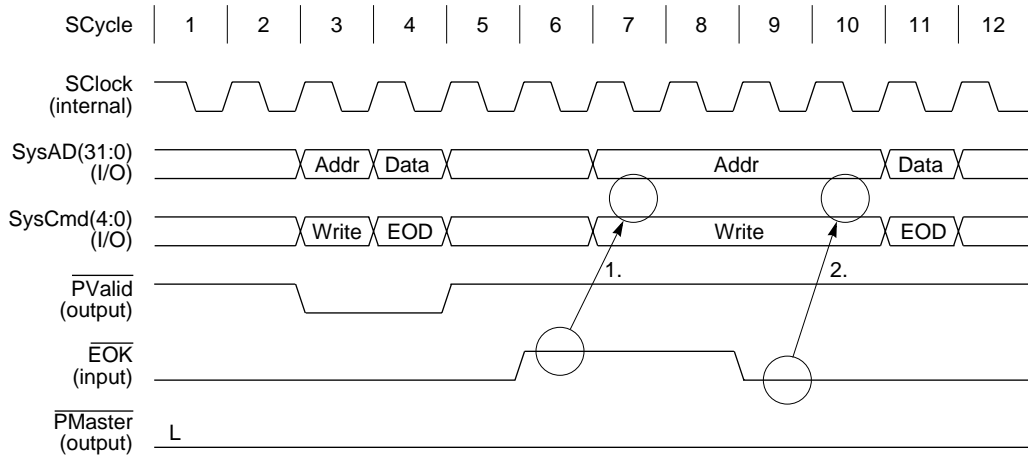 SCycle 1 2 3 4 5 6 7 8 9 10 11 12
SClock
(internal)
SysAD(31:0)
(I/O)
Addr Data Addr Data
SysCmd(4:0)
(I/O)
Write EOD Write EOD
1. 2.
PValid
(output)
EOK
(input)
PMaster
(output)
L